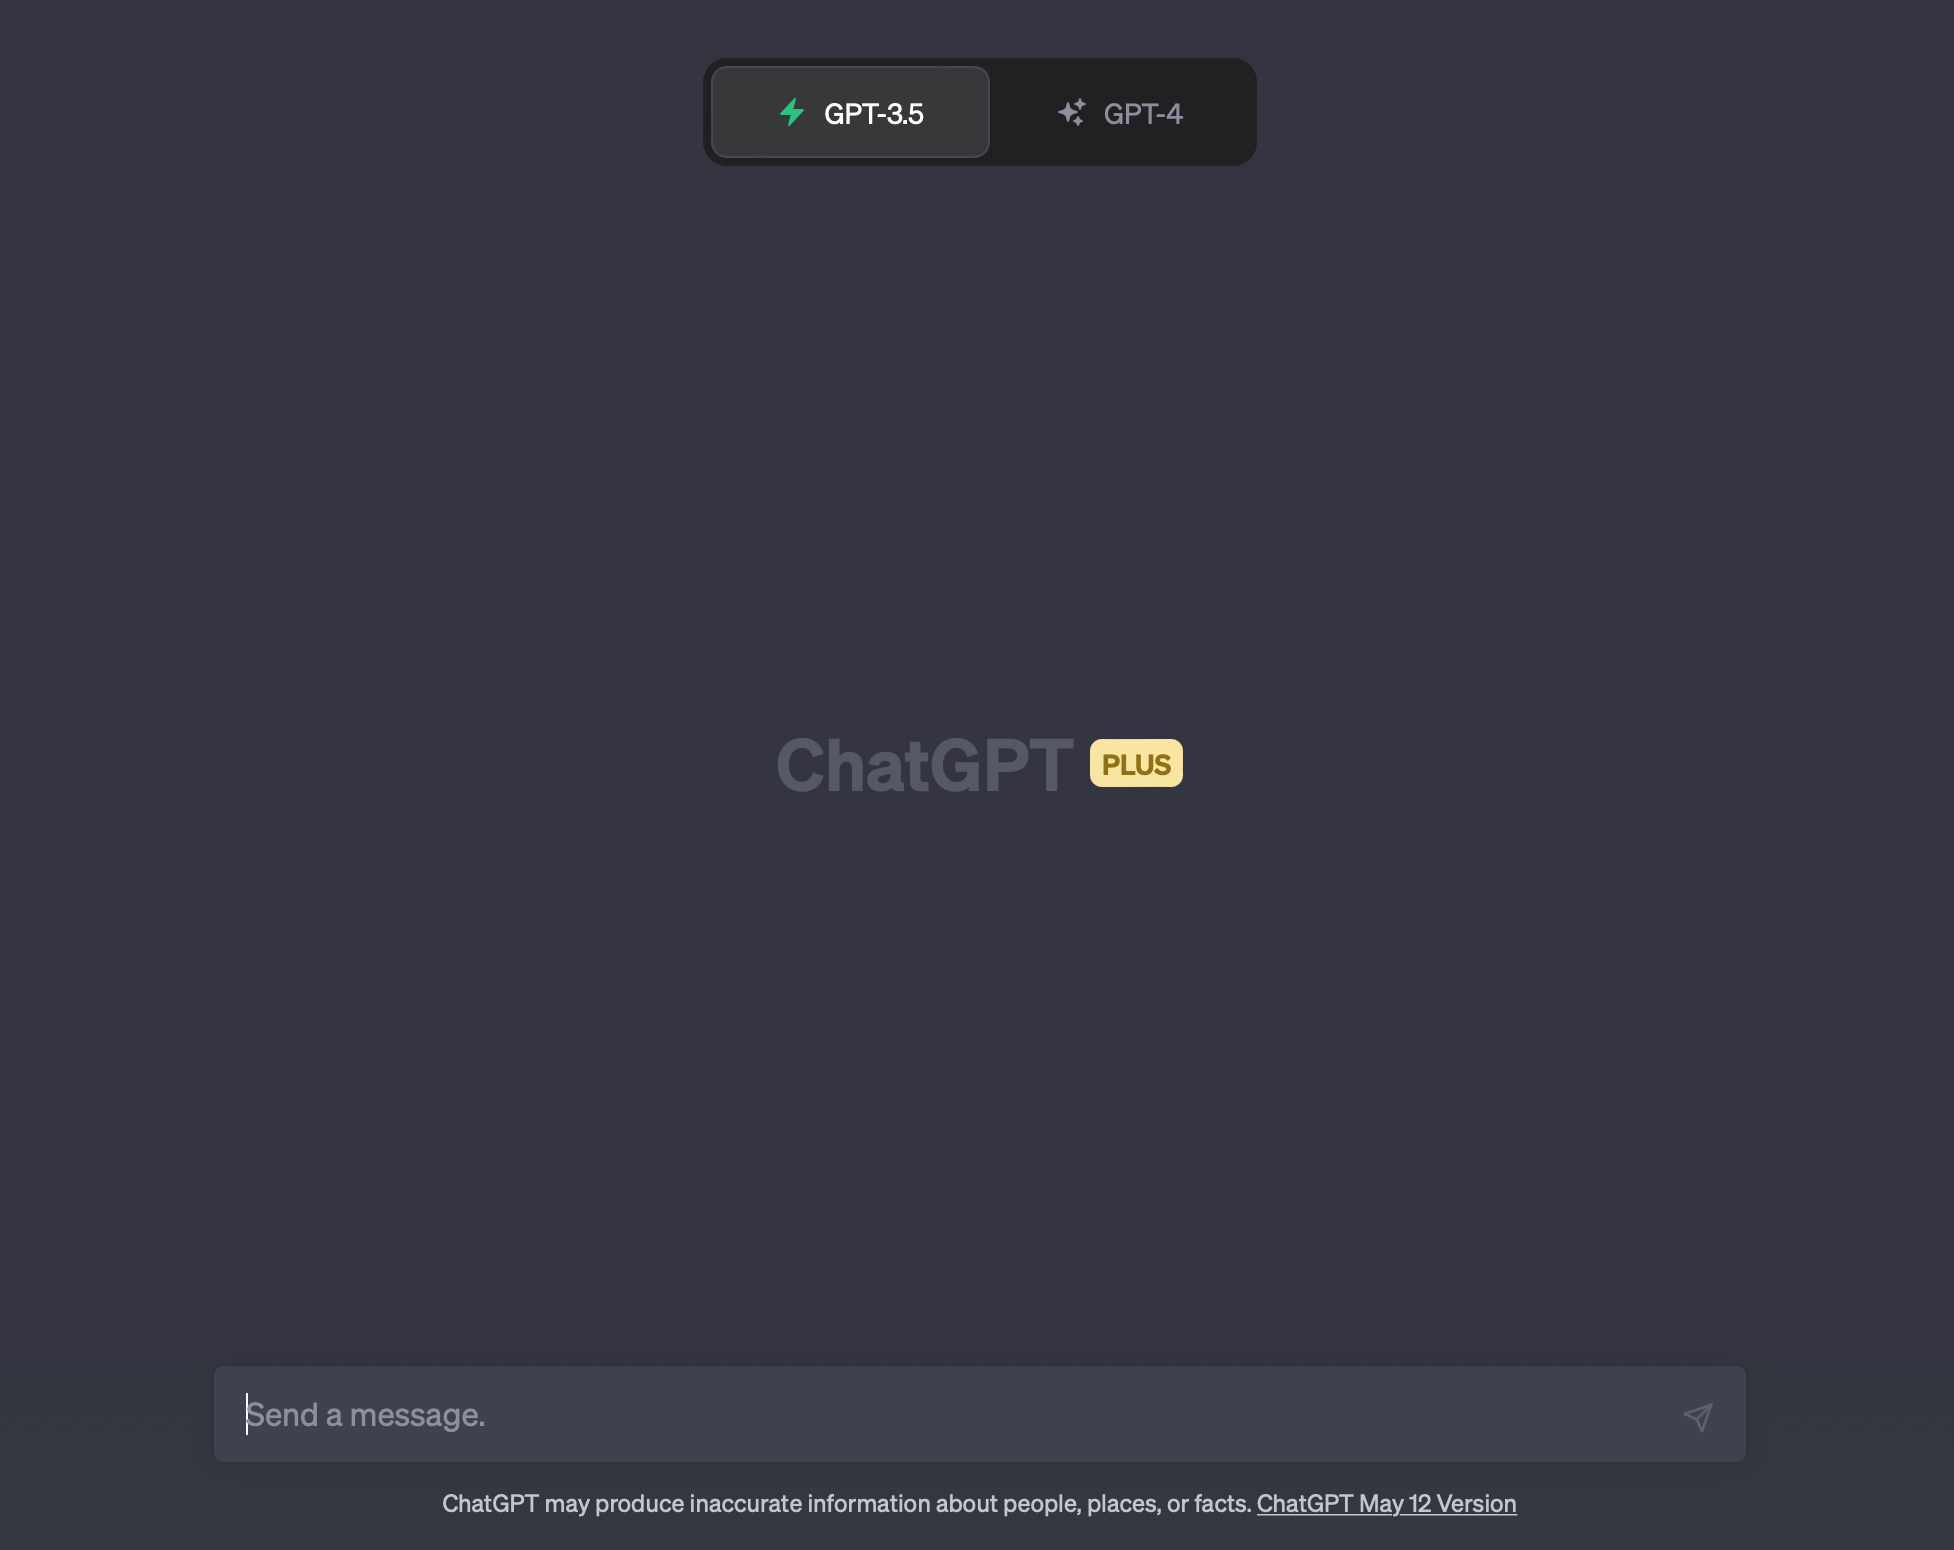 GPT-3.5
GPT-4
ChatGPT PLUS
Send a message.
ChatGPT may produce inaccurate information about people, places, or facts. ChatGPT May 12 Version